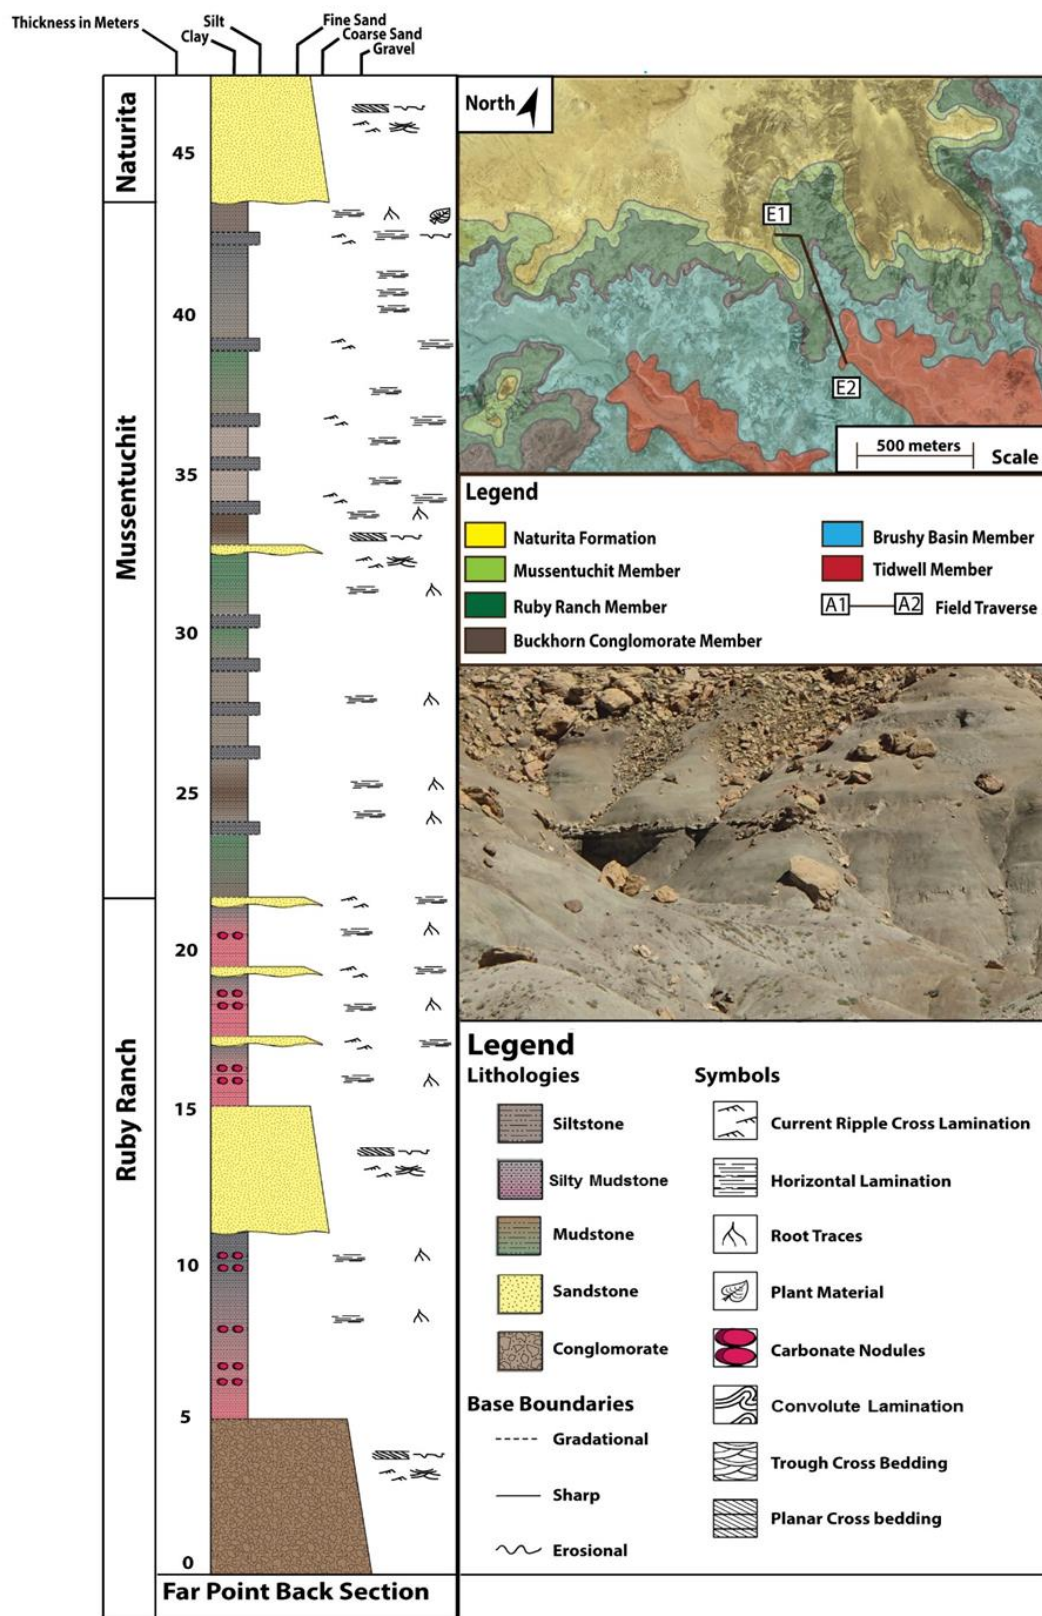 Thickness in Meters
Clay
Silt
Fine Sand
Coarse Sand
Gravel
Naturita
Mussentuchit
Ruby Ranch
45
40
35
30
25
20
15
10
5
0
Far Point Back Section
North
E1
E2
500 meters
Scale
Legend
Naturita Formation
Mussentuchit Member
Ruby Ranch Member
Buckhorn Conglomorate Member
Brushy Basin Member
Tidwell Member
A1 A2 Field Traverse
Legend
Lithologies
Siltstone
Silty Mudstone
Mudstone
Sandstone
Conglomorate
Base Boundaries
Gradational
Sharp
Erosional
Symbols
Current Ripple Cross Lamination
Horizontal Lamination
Root Traces
Plant Material
Carbonate Nodules
Convolute Lamination
Trough Cross Bedding
Planar Cross bedding